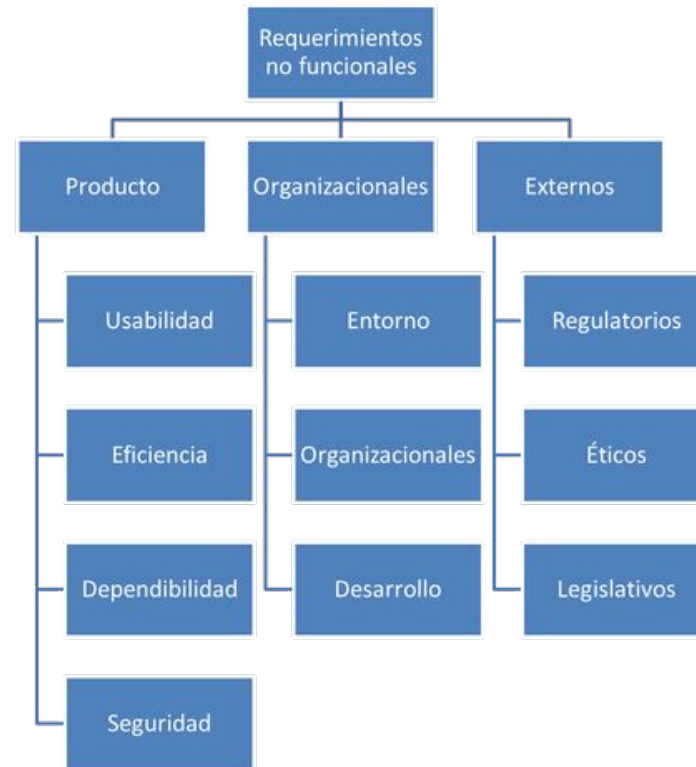 Requerimientos
no funcionales
Producto
Organizacionales
Externos
Usabilidad
Entorno
Regulatorios
Eficiencia
Organizacionales
Éticos
Dependibilidad
Desarrollo
Legislativos
Seguridad